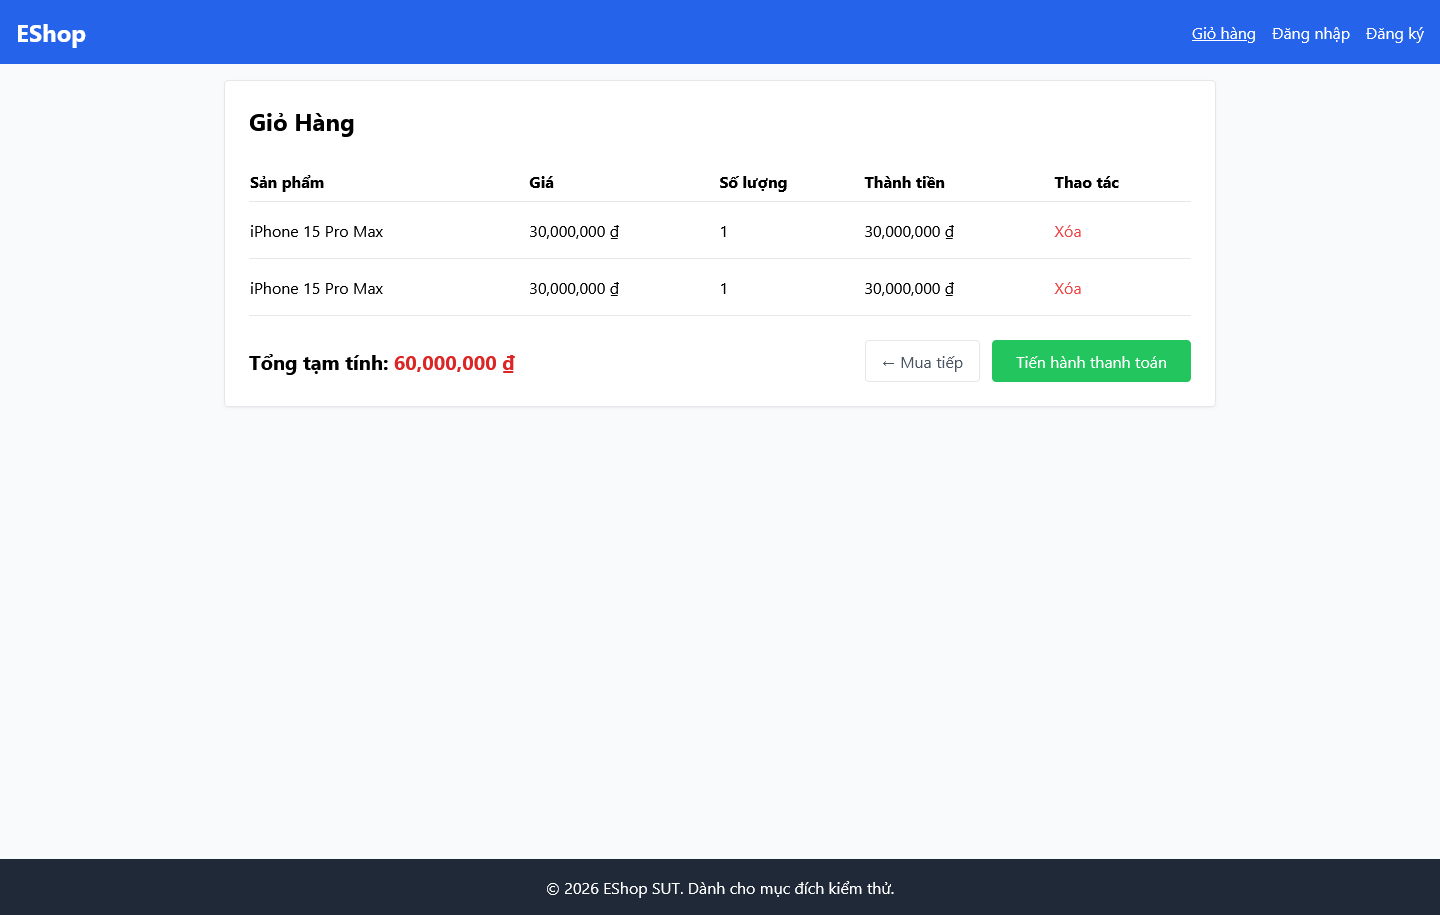 EShop
Giỏ hàng Đăng nhập Đăng ký
Giỏ Hàng
Sản phẩm Giá Số lượng Thành tiền Thao tác
iPhone 15 Pro Max 30,000,000 ₫ 1 30,000,000 ₫ Xóa
iPhone 15 Pro Max 30,000,000 ₫ 1 30,000,000 ₫ Xóa
Tổng tạm tính: 60,000,000 ₫ ← Mua tiếp Tiến hành thanh toán
© 2026 EShop SUT. Dành cho mục đích kiểm thử.